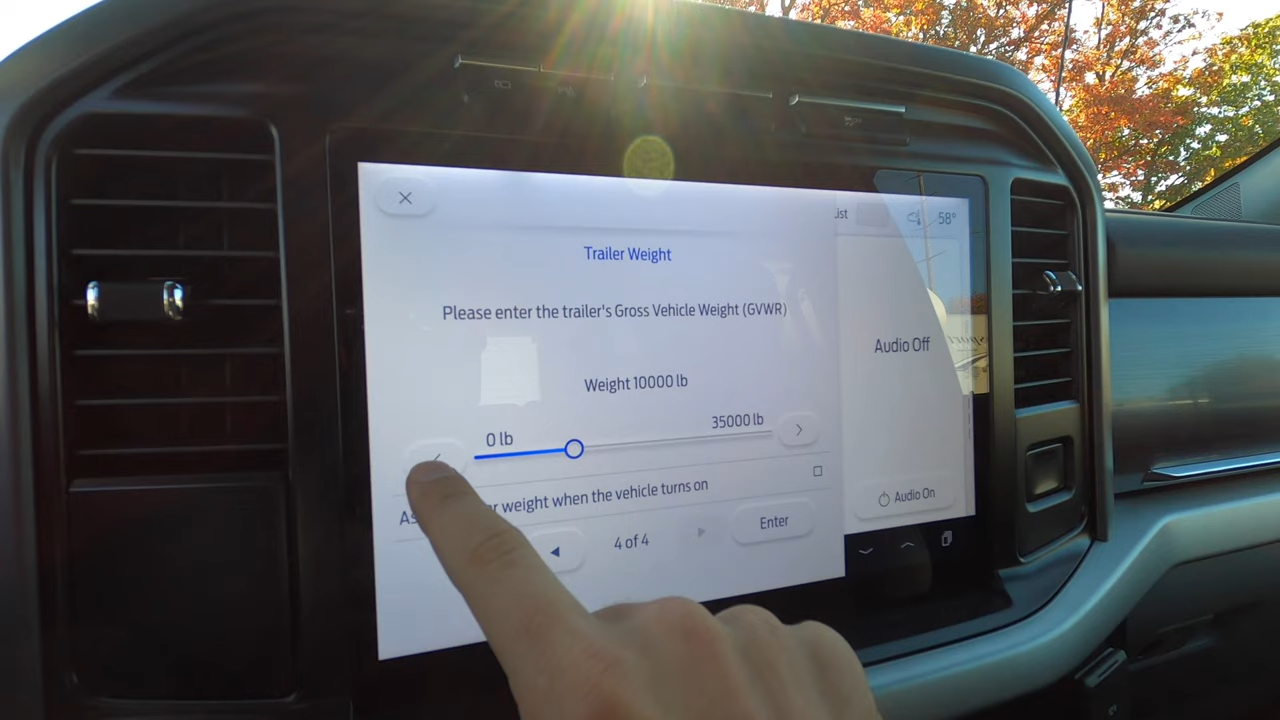 ist
58°
Trailer Weight
Please enter the trailer's Gross Vehicle Weight (GVWR)
Audio Off
Weight 10000 lb
0 lb
35000 lb
weight when the vehicle turns on
4 of 4
Enter
Audio On